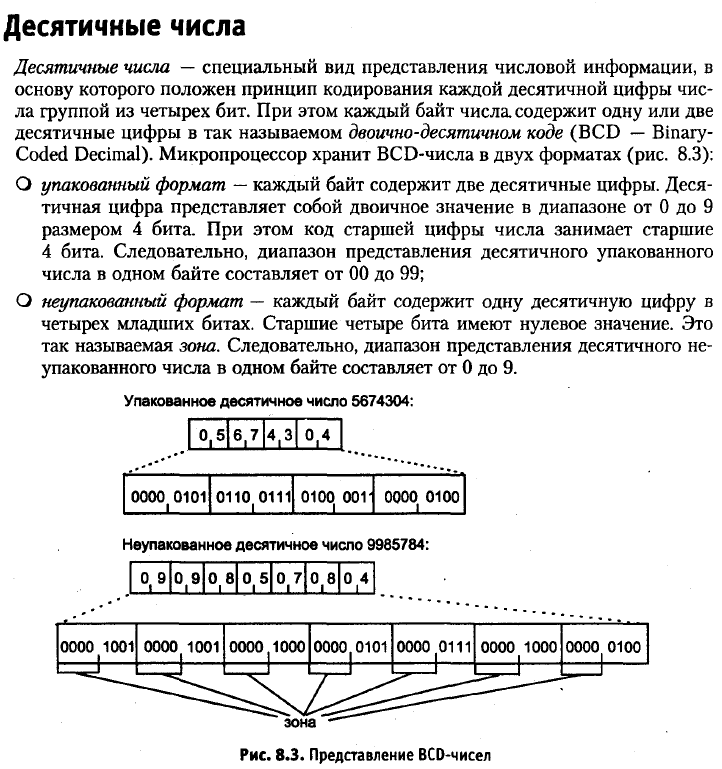 Десятичные числа
Десятичные числа — специальный вид представления числовой информации, в
основу которого положен принцип кодирования каждой десятичной цифры чис-
ла группой из четырех бит. При этом каждый байт числа содержит одну или две
десятичные цифры в так называемом двоично-десятичном коде (BCD — Binary-
Coded Decimal). Микропроцессор хранит BCD-числа в двух форматах (рис. 8.3):
О упакованный формат — каждый байт содержит две десятичные цифры. Деся-
тичная цифра представляет собой двоичное значение в диапазоне от 0 до 9
размером 4 бита. При этом код старшей цифры числа занимает старшие
4 бита. Следовательно, диапазон представления десятичного упакованного
числа в одном байте составляет от 00 до 99;
О неупакованный формат — каждый байт содержит одну десятичную цифру в
четырех младших битах. Старшие четыре бита имеют нулевое значение. Это
так называемая зона. Следовательно, диапазон представления десятичного не-
упакованного числа в одном байте составляет от 0 до 9.
Упакованное десятичное число 5674304:
0 5 6 7 4 3 0 4
0000 0101 0110 0111 0100 0011 0000 0100
Неупакованное десятичное число 9985784:
0 9 0 9 0 8 0 5 0 7 0 8 0 4
0000 1001 0000 1001 0000 1000 0000 0101 0000 0111 0000 1000 0000 0100
зона
Рис. 8.3. Представление BCD-чисел